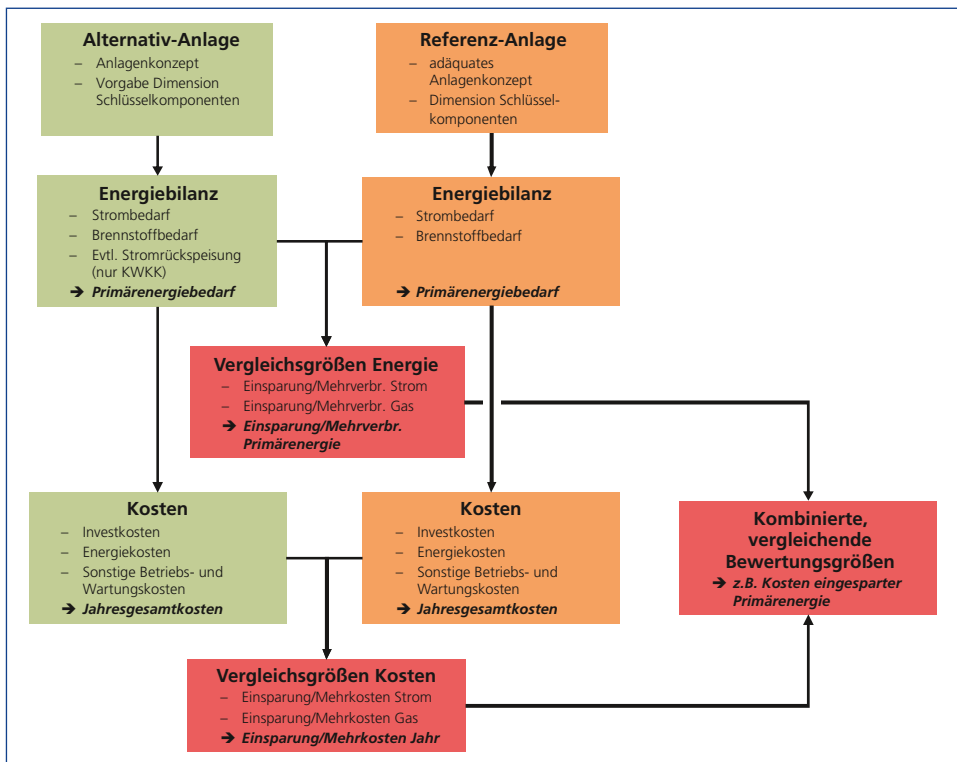 Alternativ-Anlage
– Anlagenkonzept
– Vorgabe Dimension
Schlüsselkomponenten
Referenz-Anlage
– adäquates
Anlagenkonzept
– Dimension Schlüssel-
komponenten
Energiebilanz
– Strombedarf
– Brennstoffbedarf
– Evtl. Stromrückspeisung
(nur KWKK)
➔ Primärenergiebedarf
Energiebilanz
– Strombedarf
– Brennstoffbedarf
➔ Primärenergiebedarf
Vergleichsgrößen Energie
– Einsparung/Mehrverbr. Strom
– Einsparung/Mehrverbr. Gas
➔ Einsparung/Mehrverbr.
Primärenergie
Kosten
– Investkosten
– Energiekosten
– Sonstige Betriebs- und
Wartungskosten
➔ Jahresgesamtkosten
Kosten
– Investkosten
– Energiekosten
– Sonstige Betriebs- und
Wartungskosten
➔ Jahresgesamtkosten
Kombinierte,
vergleichende
Bewertungsgrößen
➔ z.B. Kosten eingesparter
Primärenergie
Vergleichsgrößen Kosten
– Einsparung/Mehrkosten Strom
– Einsparung/Mehrkosten Gas
➔ Einsparung/Mehrkosten Jahr